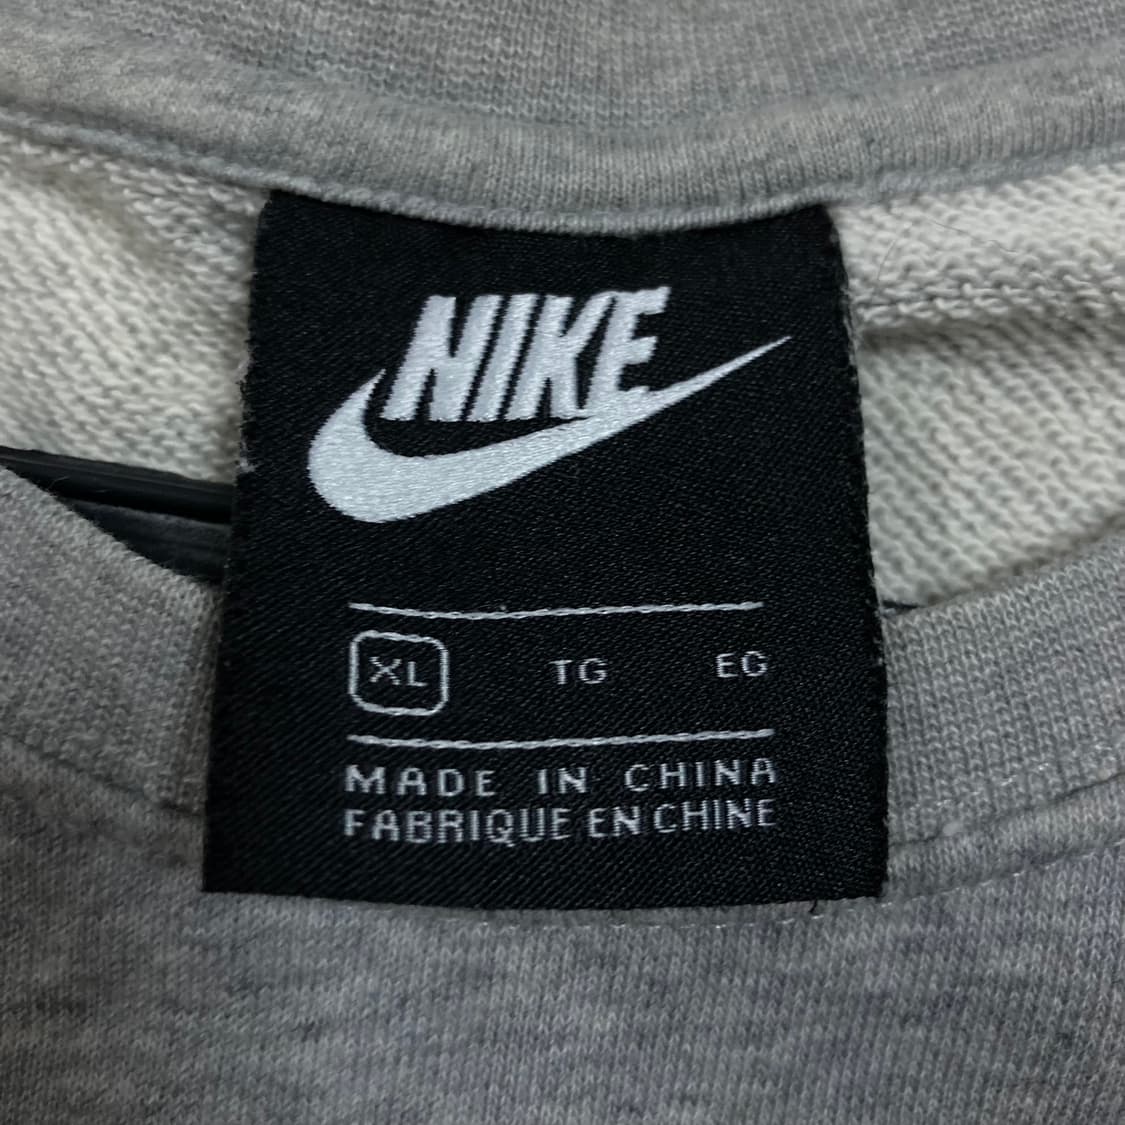 NIKE
XL TG EG
MADE IN CHINA
FABRIQUE EN CHINE